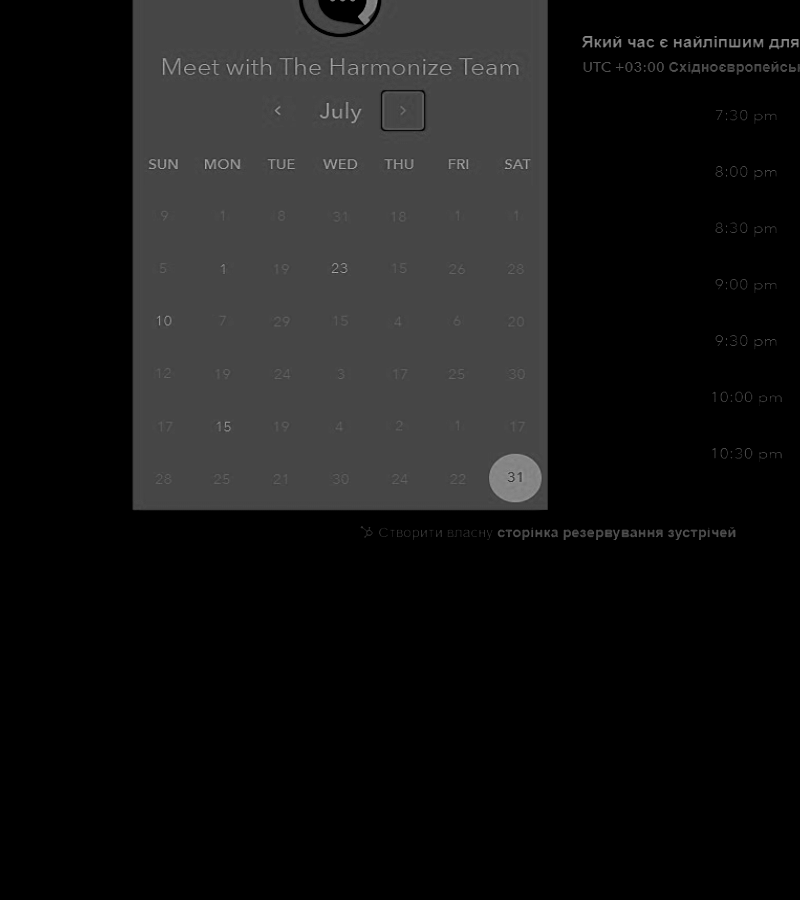 Meet with The Harmonize Team
July
SUN MON TUE WED THU FRI SAT
9 1 8 31 18 1 1
5 1 19 23 15 26 28
10 7 29 15 4 6 20
12 19 24 3 17 25 30
17 15 19 4 2 1 17
28 25 21 30 24 22 31
Який час є найліпшим для
UTC +03:00 Східноєвропейськ
7:30 pm
8:00 pm
8:30 pm
9:00 pm
9:30 pm
10:00 pm
10:30 pm
Створити власну сторінка резервування зустрічей